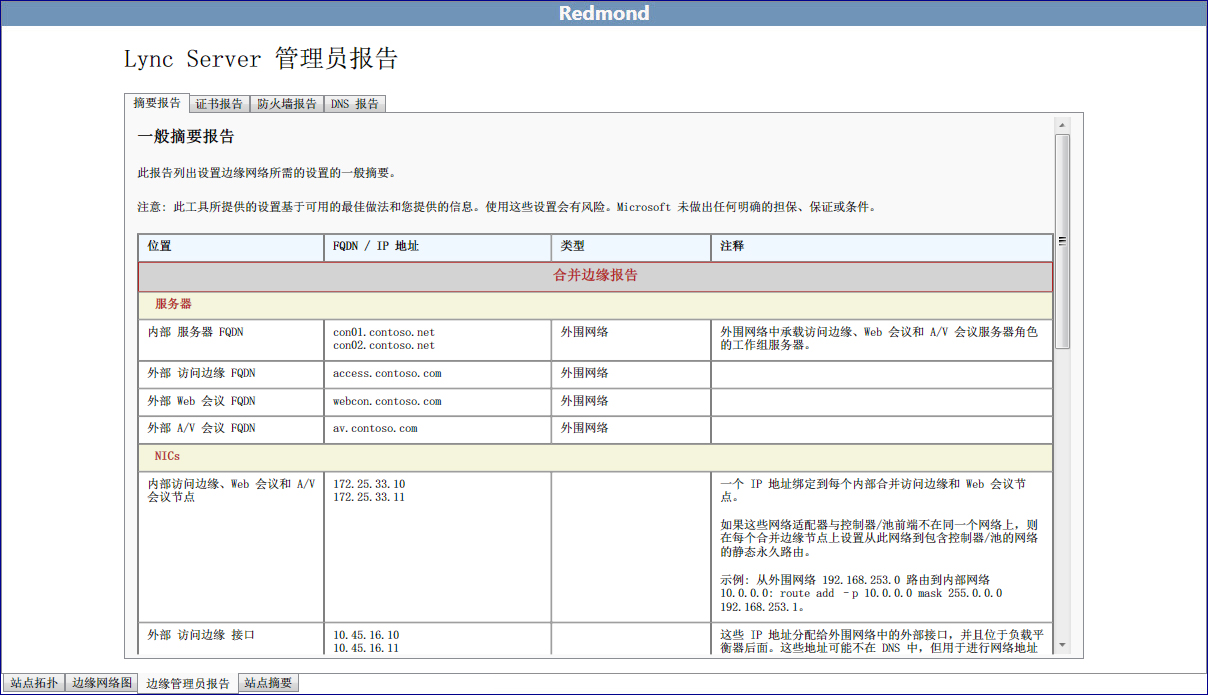 Redmond
Lync Server 管理员报告
摘要报告 证书报告 防火墙报告 DNS 报告
一般摘要报告
此报告列出设置边缘网络所需的设置的一般摘要。
注意: 此工具所提供的设置基于可用的最佳做法和您提供的信息。使用这些设置会有风险。Microsoft 未做出任何明确的担保、保证或条件。
位置 FQDN / IP 地址 类型 注释
合并边缘报告
服务器
内部 服务器 FQDN
con01.contoso.net
con02.contoso.net
外围网络
外围网络中承载访问边缘、Web 会议和 A/V 会议服务器角色
的工作组服务器。
外部 访问边缘 FQDN access.contoso.com 外围网络
外部 Web 会议 FQDN webcon.contoso.com 外围网络
外部 A/V 会议 FQDN av.contoso.com 外围网络
NICs
内部访问边缘、Web 会议和 A/V
会议节点
172.25.33.10
172.25.33.11
一个 IP 地址绑定到每个内部合并访问边缘和 Web 会议节
点。
如果这些网络适配器与控制器/池前端不在同一个网络上，则
在每个合并边缘节点上设置从此网络到包含控制器/池的网络
的静态永久路由。
示例: 从外围网络 192.168.253.0 路由到内部网络
10.0.0.0: route add -p 10.0.0.0 mask 255.0.0.0
192.168.253.1。
外部 访问边缘 接口
10.45.16.10
10.45.16.11
这些 IP 地址分配给外围网络中的外部接口，并且位于负载平
衡器后面。这些地址可能不在 DNS 中，但用于进行网络地址
站点拓扑 边缘网络图 边缘管理员报告 站点摘要